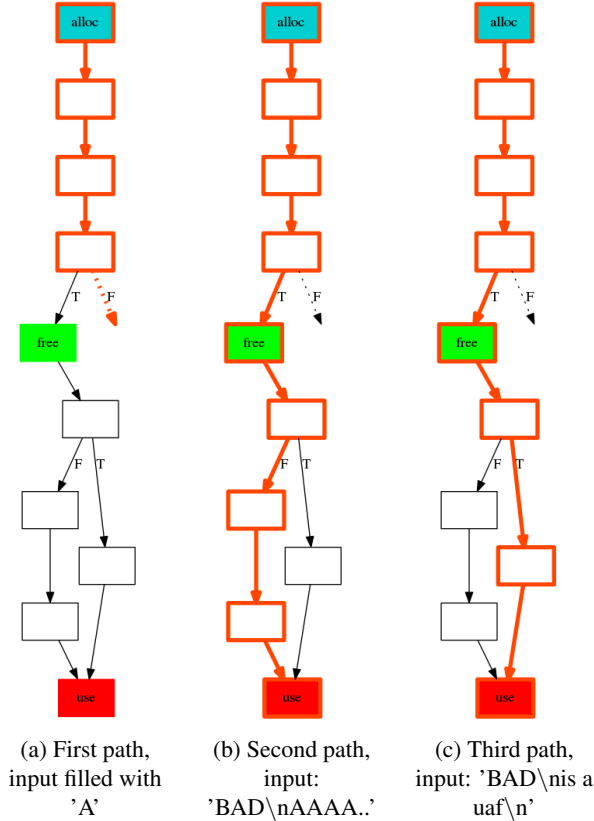 alloc
alloc
alloc
T
F
T
F
T
F
free
free
free
F
T
F
T
F
T
use
use
use
(a) First path,
input filled with
'A'
(b) Second path,
input:
'BAD\nAAAA..'
(c) Third path,
input: 'BAD\nis a
uaf\n'